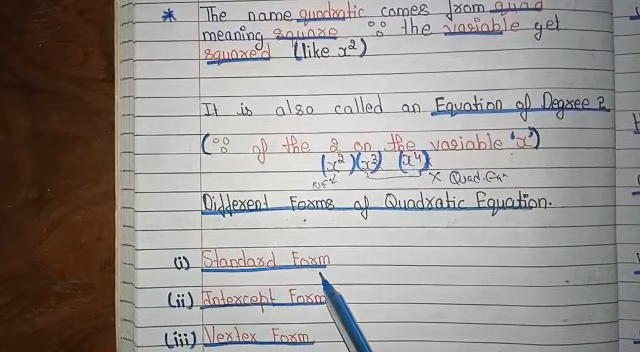 * The name quadratic comes from quad
meaning square ∵ the variable get
squared (like x²)
It is also called an Equation of Degree 2
(∵ of the 2 on the variable 'x')
(x²)(x³) (x⁴)
x Quad. Eqn
Different Forms of Quadratic Equation.
(i) Standard Form
(ii) Intercept Form
(iii) Vertex Form